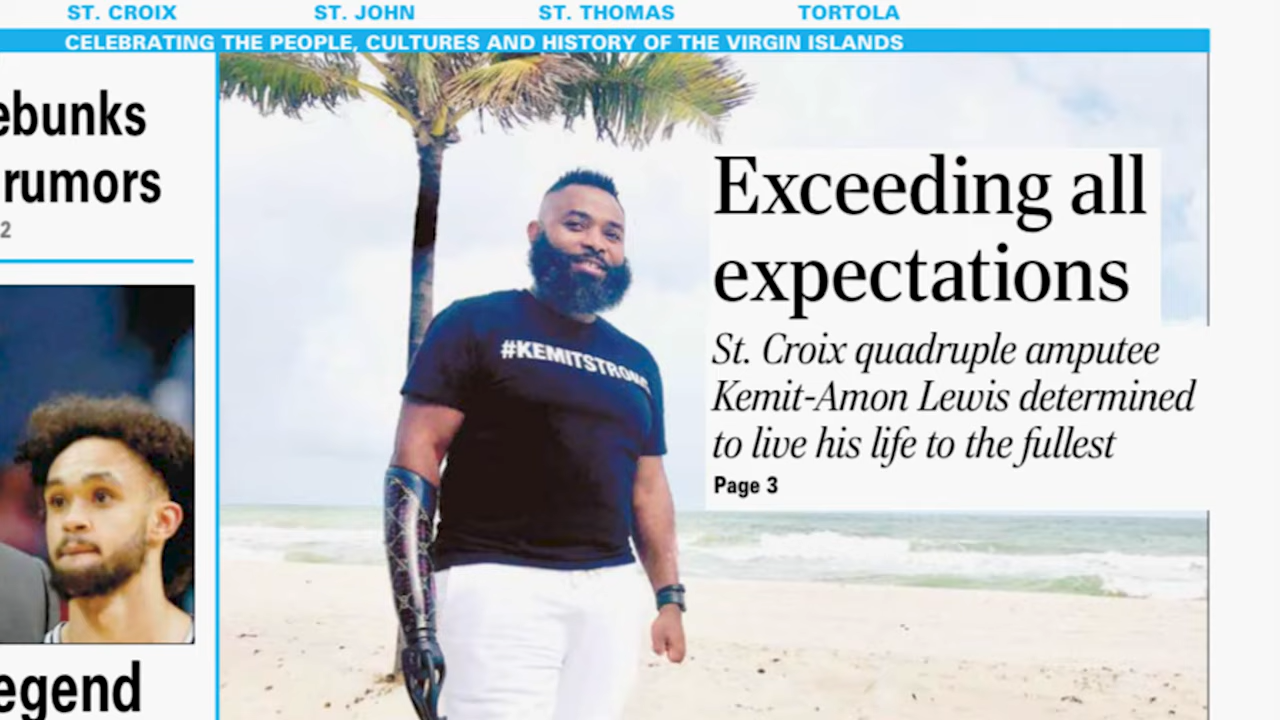 ST. CROIX ST. JOHN ST. THOMAS TORTOLA
CELEBRATING THE PEOPLE, CULTURES AND HISTORY OF THE VIRGIN ISLANDS
ebunks
rumors
2
Exceeding all
expectations
St. Croix quadruple amputee
Kemit-Amon Lewis determined
to live his life to the fullest
Page 3
#KEMITSTRONG
egend